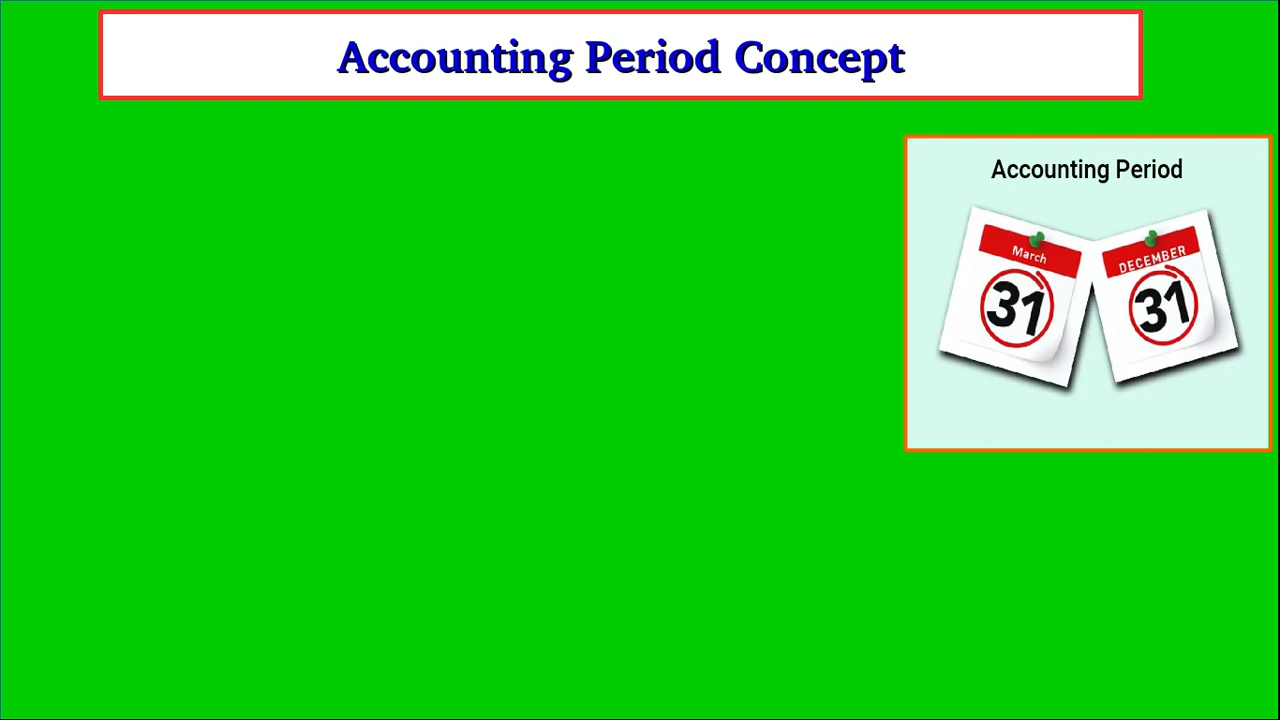 Accounting Period Concept
Accounting Period
March
31
DECEMBER
31